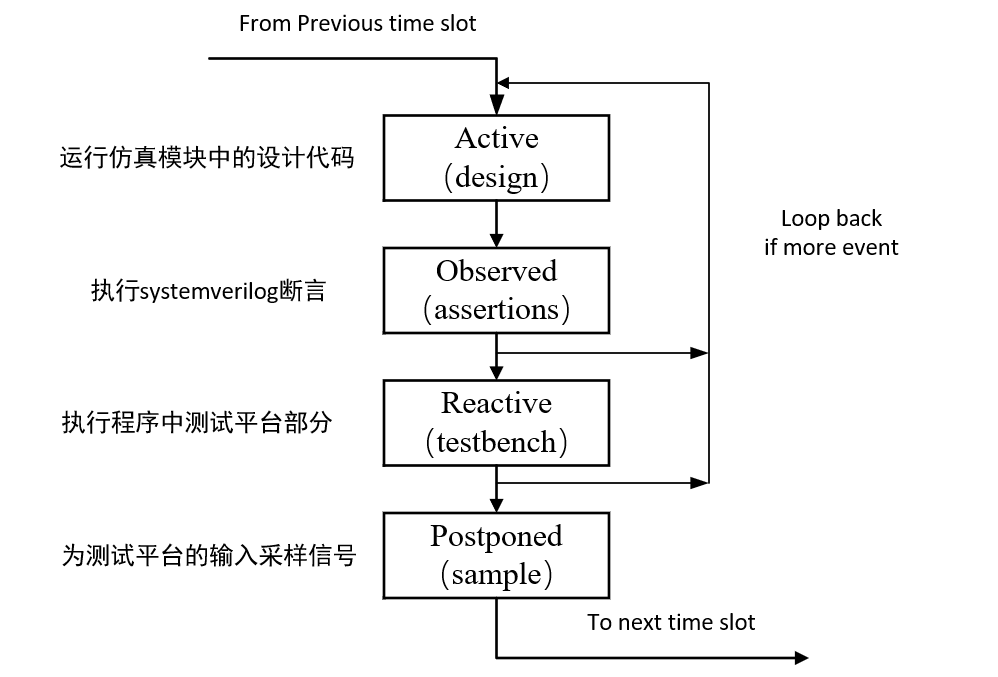 From Previous time slot
运行仿真模块中的设计代码
Active
（design）
Loop back
if more event
执行systemverilog断言
Observed
（assertions）
执行程序中测试平台部分
Reactive
（testbench）
为测试平台的输入采样信号
Postponed
（sample）
To next time slot